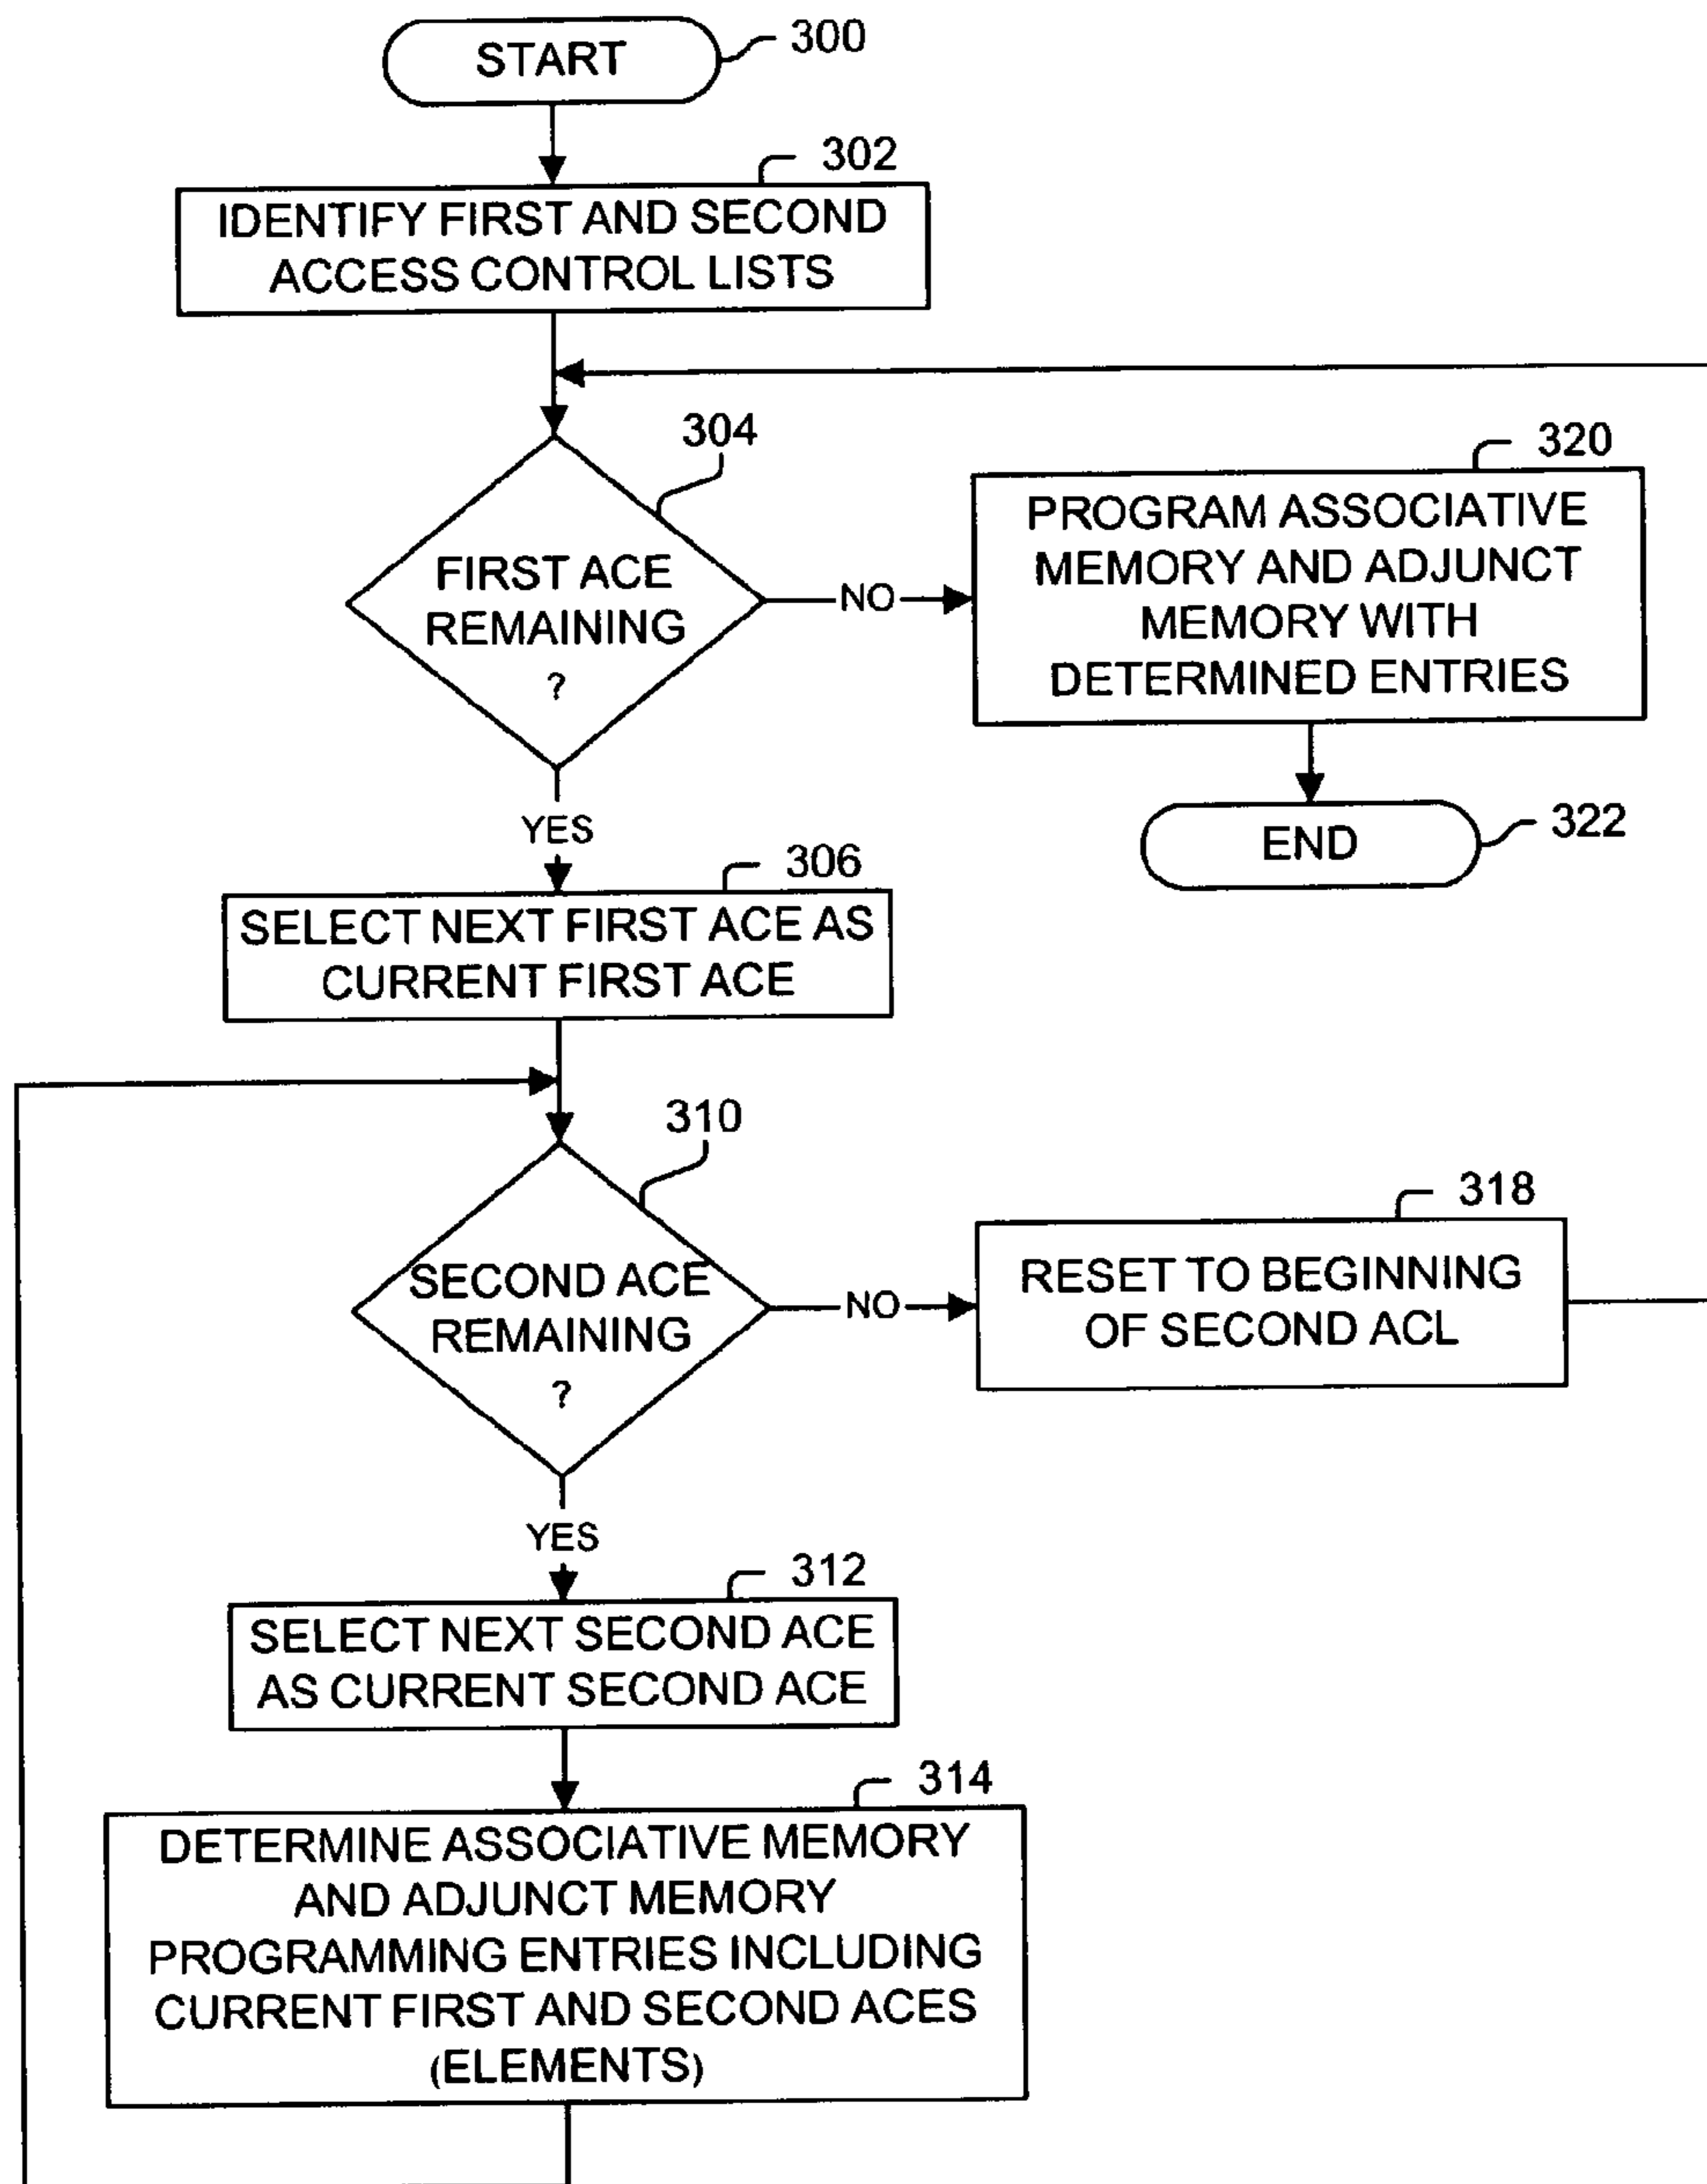 START
300
302
IDENTIFY FIRST AND SECOND
ACCESS CONTROL LISTS
304
FIRST ACE
REMAINING
?
NO
320
PROGRAM ASSOCIATIVE
MEMORY AND ADJUNCT
MEMORY WITH
DETERMINED ENTRIES
END
322
YES
306
SELECT NEXT FIRST ACE AS
CURRENT FIRST ACE
310
SECOND ACE
REMAINING
?
NO
318
RESET TO BEGINNING
OF SECOND ACL
YES
312
SELECT NEXT SECOND ACE
AS CURRENT SECOND ACE
314
DETERMINE ASSOCIATIVE MEMORY
AND ADJUNCT MEMORY
PROGRAMMING ENTRIES INCLUDING
CURRENT FIRST AND SECOND ACES
(ELEMENTS)